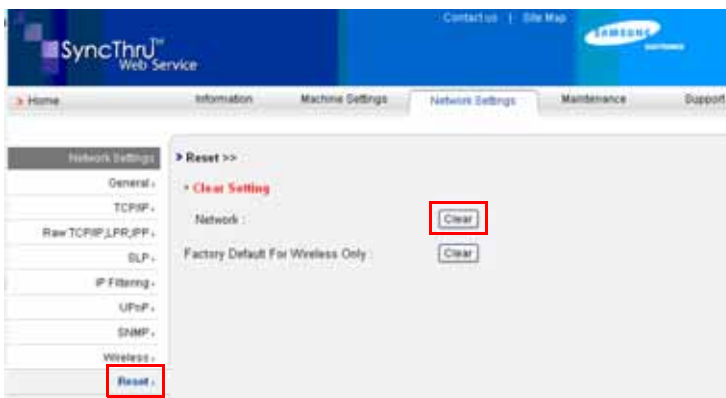 Contact us | Site Map
SyncThru™
Web Service
SAMSUNG
ELECTRONICS
> Home
Information
Machine Settings
Network Settings
Maintenance
Support
Network Settings
General
TCP/IP
Raw TCP/IP,LPR,IPP
SLP
IP Filtering
UPnP
SNMP
Wireless
Reset
> Reset >>
Clear Setting
Network : Clear
Factory Default For Wireless Only : Clear